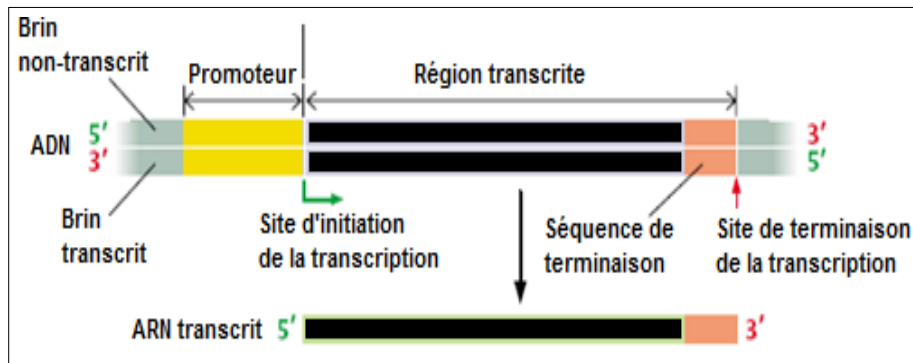 Brin
non-transcrit
Promoteur
Région transcrite
ADN
5′
3′
3′
5′
Brin
transcrit
Site d'initiation
de la transcription
Séquence de
terminaison
Site de terminaison
de la transcription
ARN transcrit 5′
3′